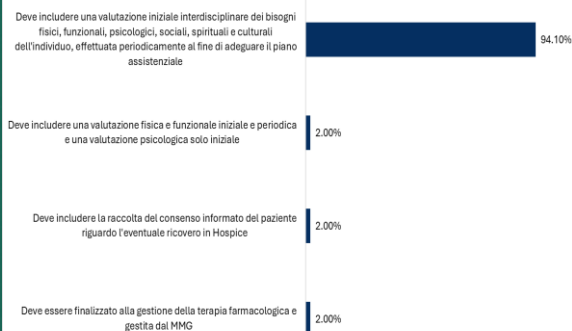 Deve includere una valutazione iniziale interdisciplinare dei bisogni
fisici, funzionali, psicologici, sociali, spirituali e culturali
dell'individuo, effettuata periodicamente al fine di adeguare il piano
assistenziale
94.10%
Deve includere una valutazione fisica e funzionale iniziale e periodica
e una valutazione psicologica solo iniziale
2.00%
Deve includere la raccolta del consenso informato del paziente
riguardo l'eventuale ricovero in Hospice
2.00%
Deve essere finalizzato alla gestione della terapia farmacologica e
gestita dal MMG
2.00%